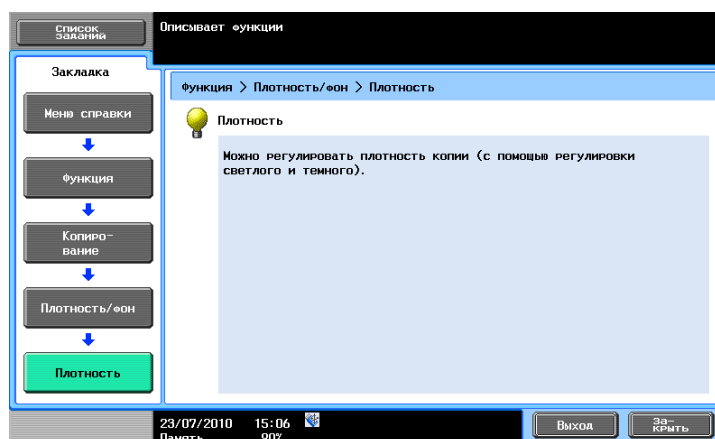 Список
заданий
Описывает функции
Закладка
Меню справки
Функция
Копиро-
вание
Плотность/фон
Плотность
Функция > Плотность/фон > Плотность
Плотность
Можно регулировать плотность копии (с помощью регулировки
светлого и темного).
23/07/2010 15:06
Память 90%
Выход
За-
крыть